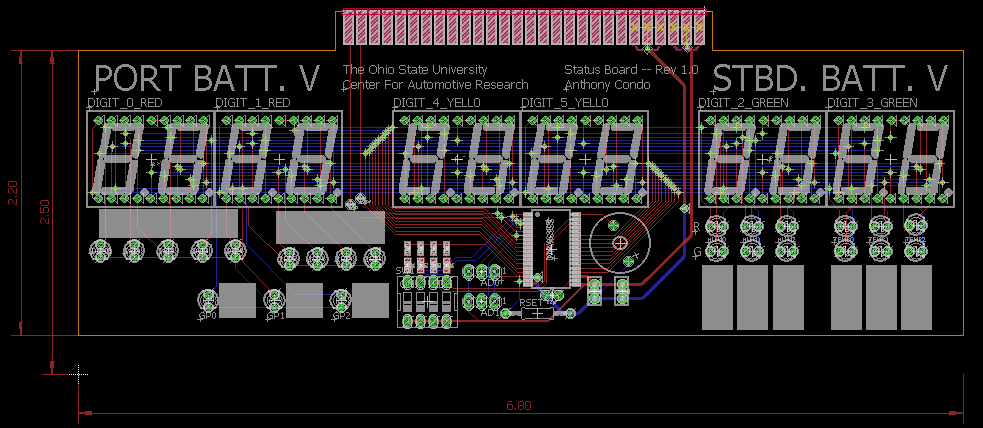 PORT BATT. V
The Ohio State University
Center For Automotive Research
Status Board -- Rev 1.0
Anthony Condo
STBD. BATT. V
DIGIT_0_RED
DIGIT_1_RED
DIGIT_4_YELLO
DIGIT_5_YELLO
DIGIT_2_GREEN
DIGIT_3_GREEN
2.20
2.50
R
G
1
AD0
AD1
RSET
GP0
GP1
GP2
6.80